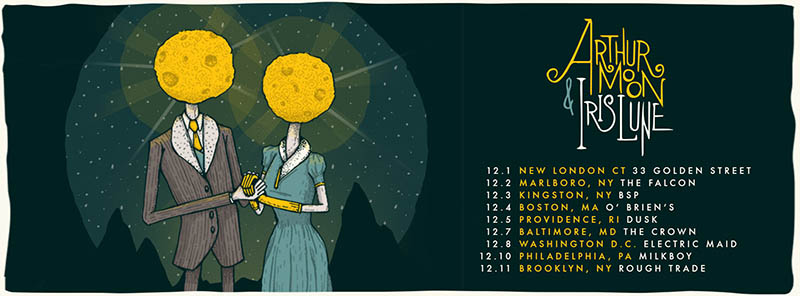 ARTHUR
MOON
& IRIS LUNE
12.1 NEW LONDON CT 33 GOLDEN STREET
12.2 MARLBORO, NY THE FALCON
12.3 KINGSTON, NY BSP
12.4 BOSTON, MA O' BRIEN'S
12.5 PROVIDENCE, RI DUSK
12.7 BALTIMORE, MD THE CROWN
12.8 WASHINGTON D.C. ELECTRIC MAID
12.10 PHILADELPHIA, PA MILKBOY
12.11 BROOKLYN, NY ROUGH TRADE